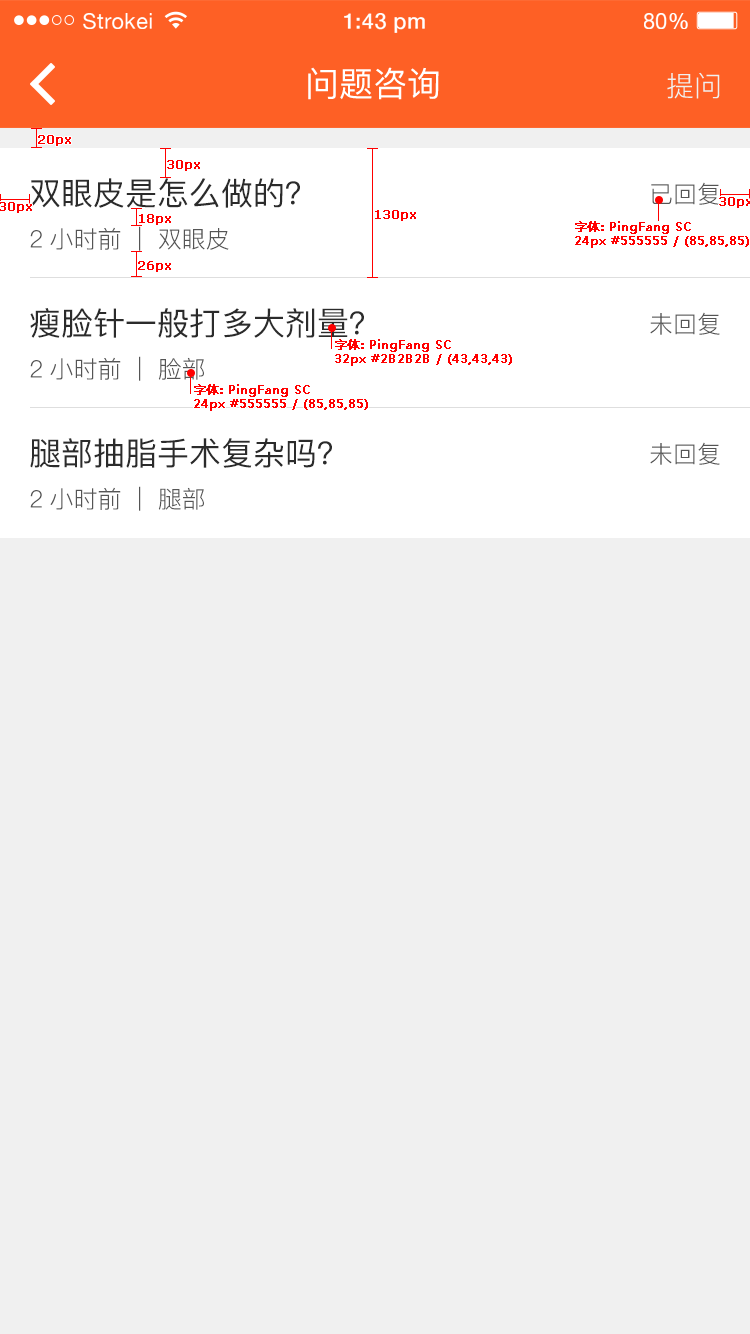 Strokei 1:43 pm 80%
问题咨询 提问
20px
30px
双眼皮是怎么做的? 已回复
30px 30px
18px 130px
字体: PingFang SC
24px #555555 / (85,85,85)
2 小时前 | 双眼皮
26px
瘦脸针一般打多大剂量? 未回复
字体: PingFang SC
32px #2B2B2B / (43,43,43)
2 小时前 | 脸部
字体: PingFang SC
24px #555555 / (85,85,85)
腿部抽脂手术复杂吗? 未回复
2 小时前 | 腿部